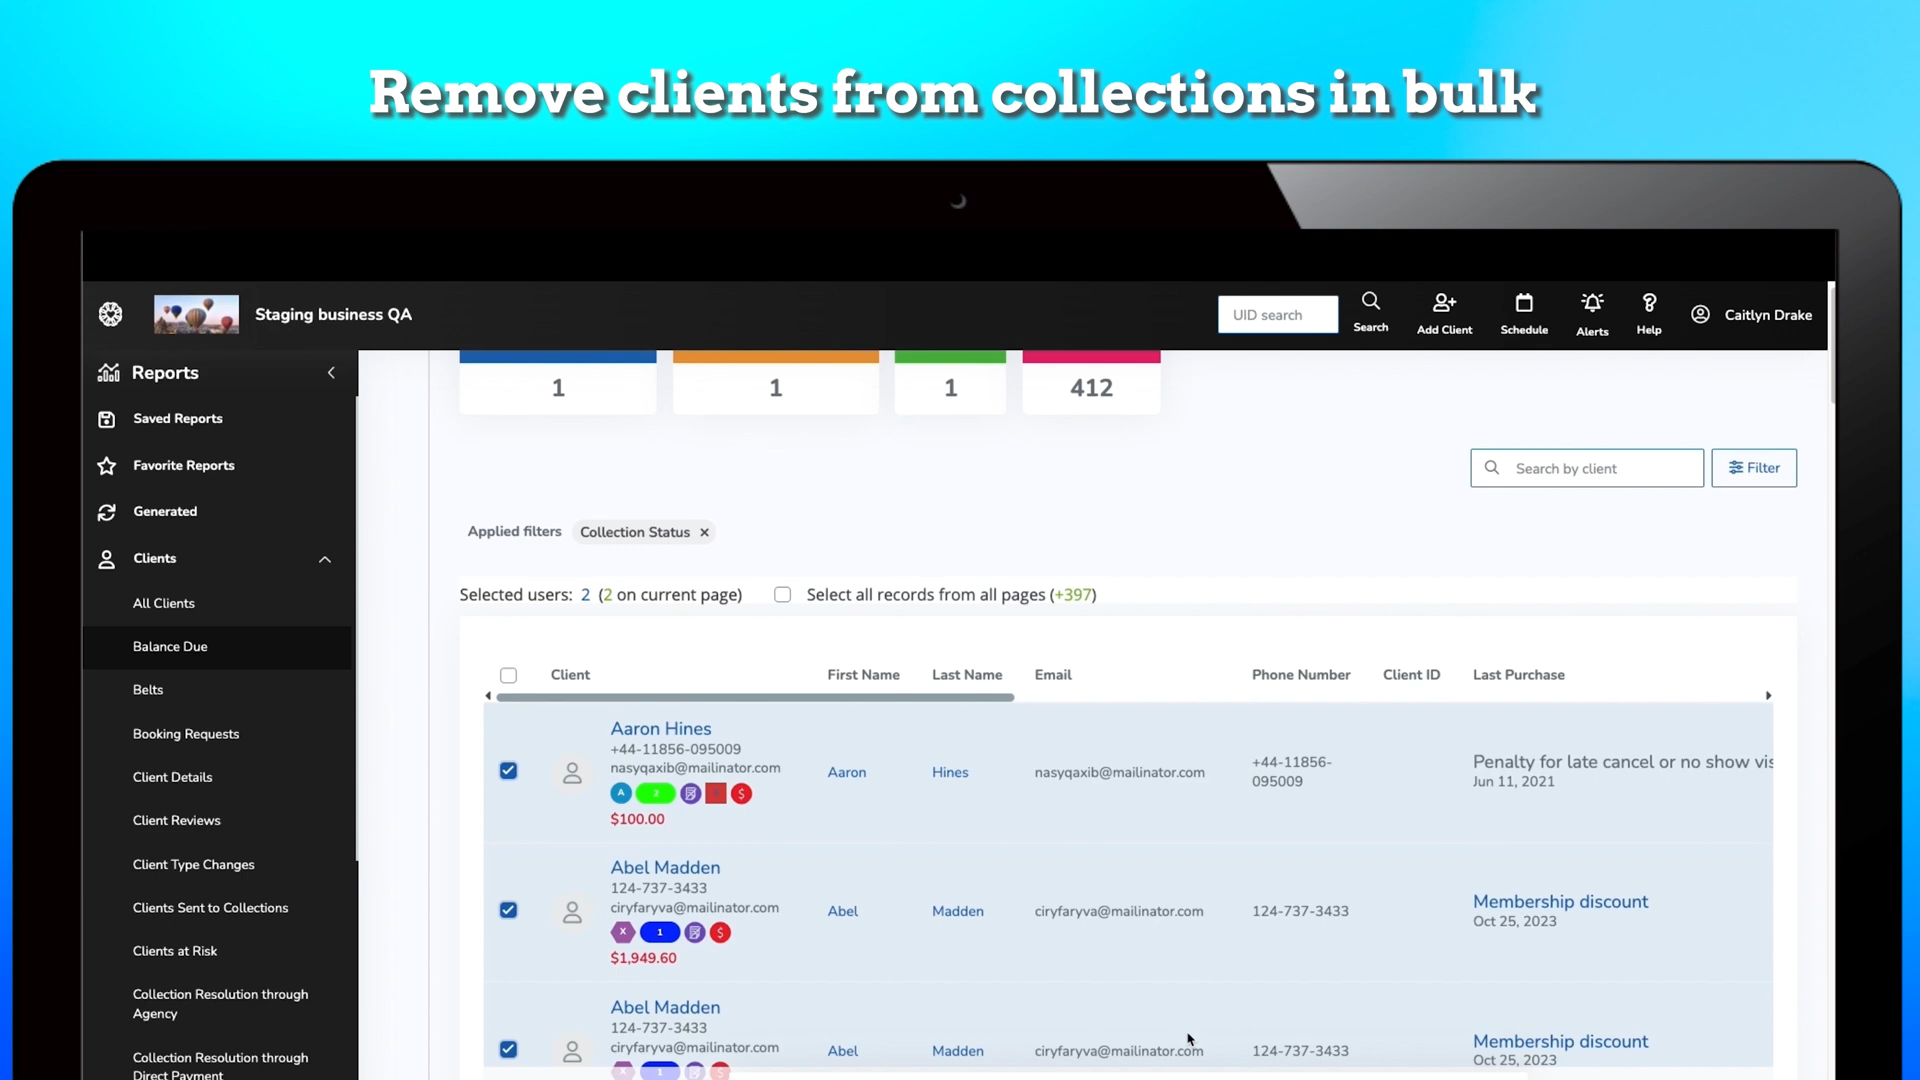 Remove clients from collections in bulk
Staging business QA
UID search
Search
Add Client
Schedule
Alerts
Help
Caitlyn Drake
Reports
Saved Reports
Favorite Reports
Generated
Clients
All Clients
Balance Due
Belts
Booking Requests
Client Details
Client Reviews
Client Type Changes
Clients Sent to Collections
Clients at Risk
Collection Resolution through
Agency
Collection Resolution through
Direct Payment
1
1
1
412
Search by client
Filter
Applied filters
Collection Status ×
Selected users: 2 (2 on current page)
Select all records from all pages (+397)
Client
First Name
Last Name
Email
Phone Number
Client ID
Last Purchase
Aaron Hines
+44-11856-095009
nasyqaxib@mailinator.com
A
2
$
$100.00
Aaron
Hines
nasyqaxib@mailinator.com
+44-11856-
095009
Penalty for late cancel or no show vis
Jun 11, 2021
Abel Madden
124-737-3433
ciryfaryva@mailinator.com
X
1
$
$1,949.60
Abel
Madden
ciryfaryva@mailinator.com
124-737-3433
Membership discount
Oct 25, 2023
Abel Madden
124-737-3433
ciryfaryva@mailinator.com
X
1
$
Abel
Madden
ciryfaryva@mailinator.com
124-737-3433
Membership discount
Oct 25, 2023